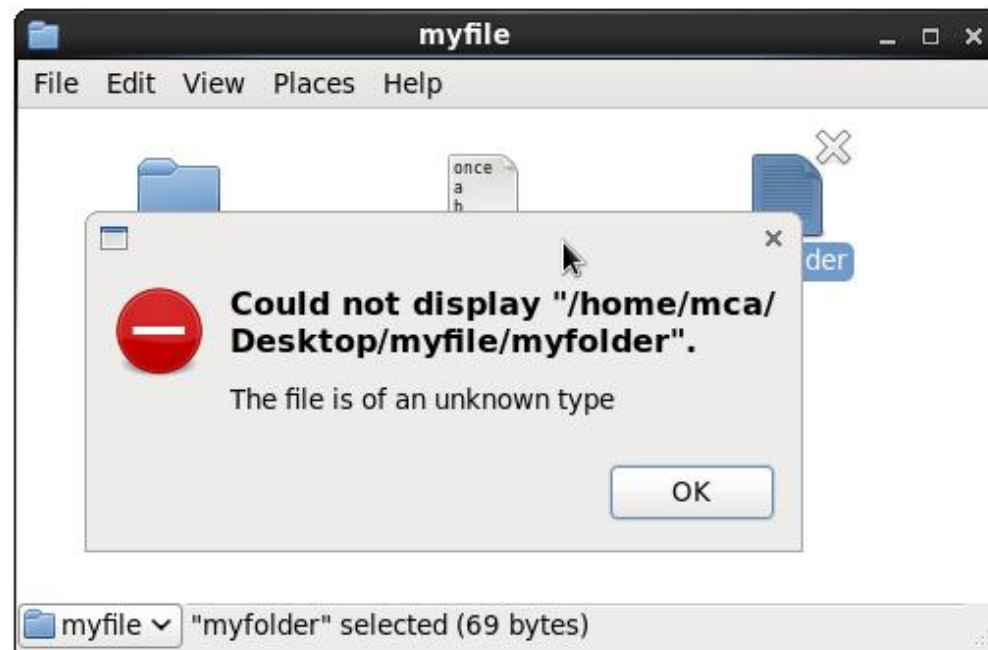 myfile
File Edit View Places Help
once
a
b
der
Could not display "/home/mca/
Desktop/myfile/myfolder".
The file is of an unknown type
OK
myfile "myfolder" selected (69 bytes)